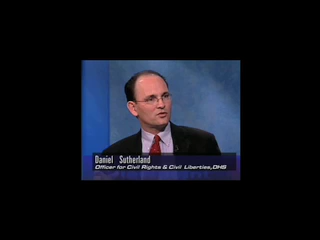 Daniel Sutherland
Officer for Civil Rights & Civil Liberties,DHS